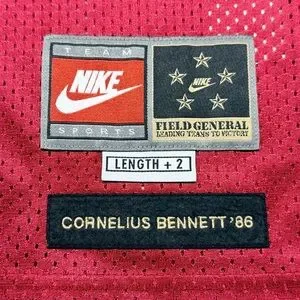 TEAM
NIKE
SPORTS
NIKE
FIELD GENERAL
LEADING TEAMS TO VICTORY
LENGTH + 2
CORNELIUS BENNETT '86